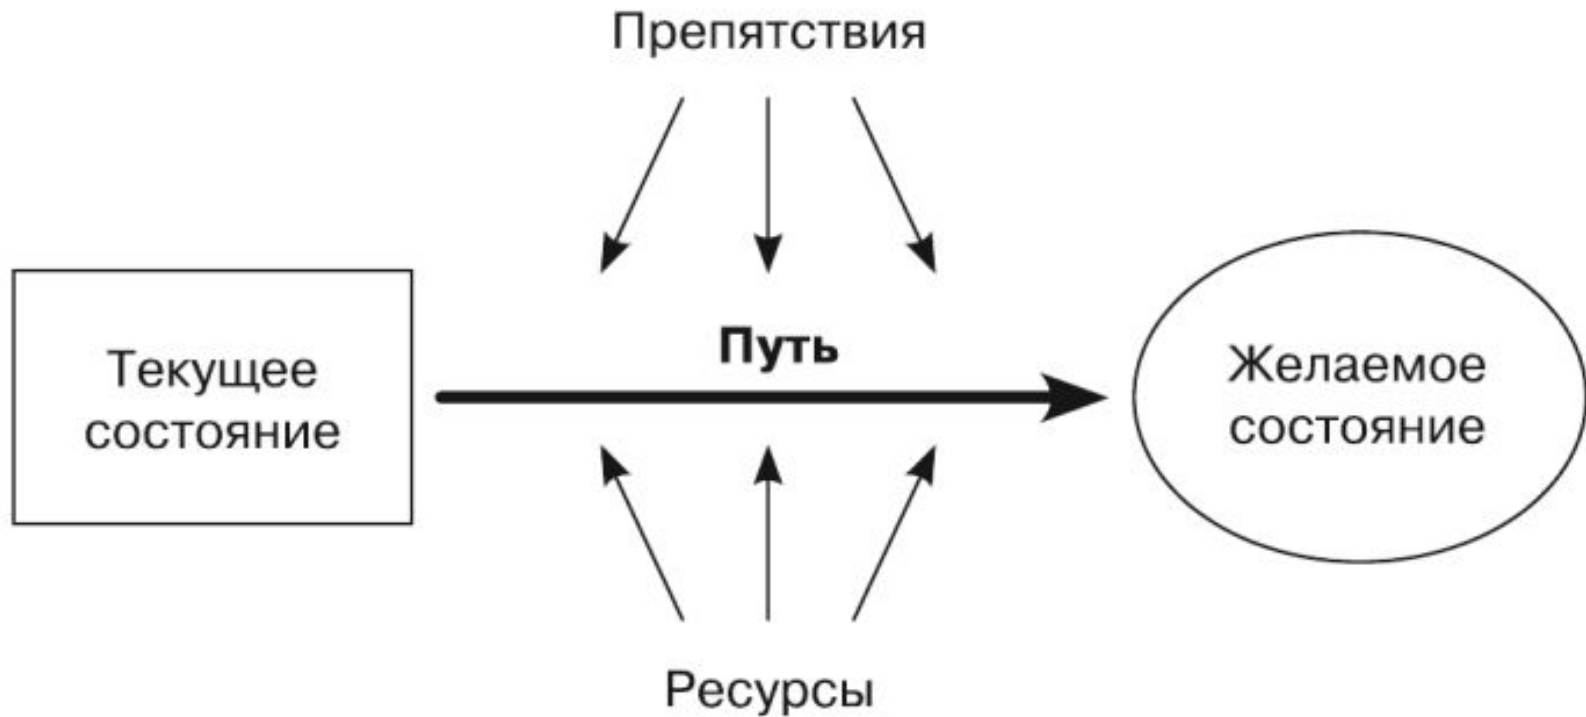 Препятствия
Путь
Текущее
состояние
Желаемое
состояние
Ресурсы